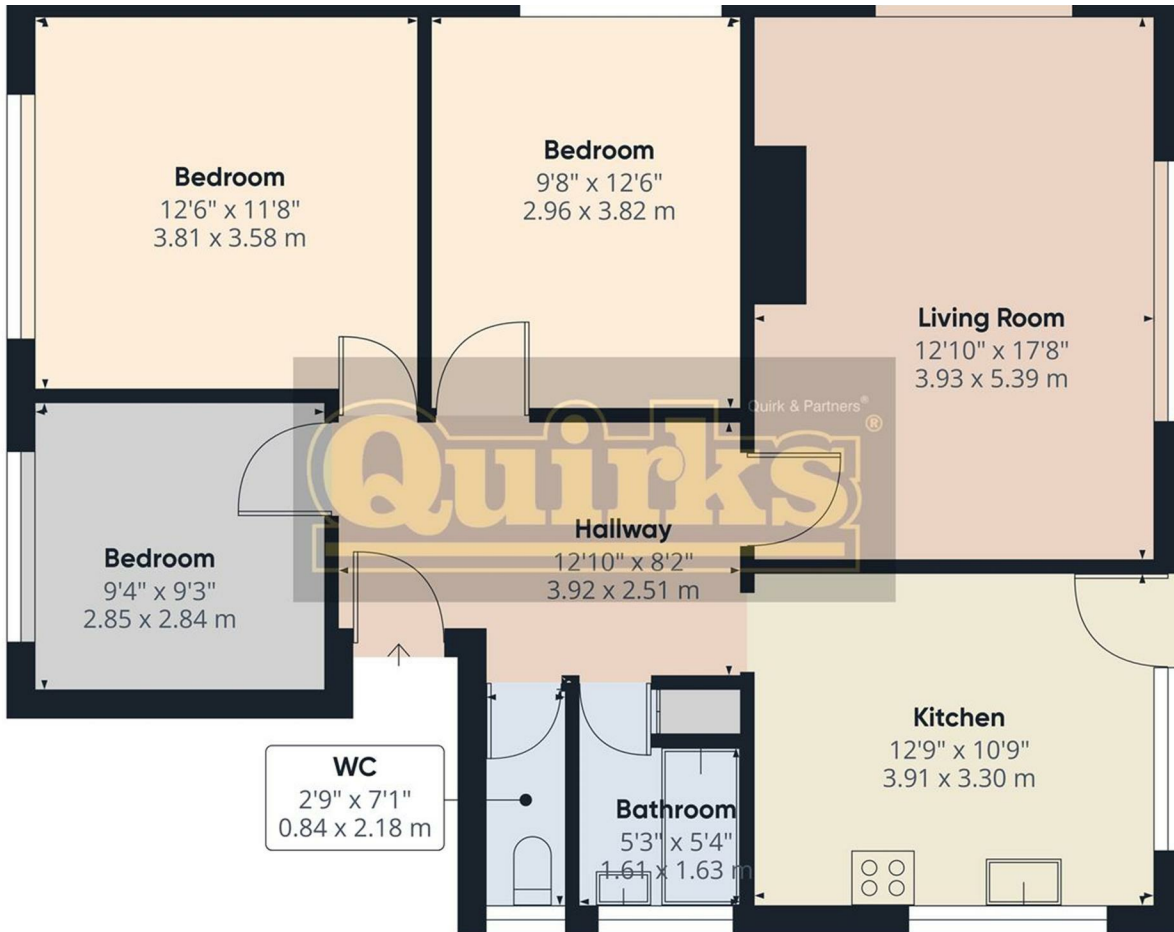 Bedroom
12'6" x 11'8"
3.81 x 3.58 m
Bedroom
9'8" x 12'6"
2.96 x 3.82 m
Living Room
12'10" x 17'8"
3.93 x 5.39 m
Quirk & Partners®
Quirks®
Hallway
12'10" x 8'2"
3.92 x 2.51 m
Bedroom
9'4" x 9'3"
2.85 x 2.84 m
Kitchen
12'9" x 10'9"
3.91 x 3.30 m
WC
2'9" x 7'1"
0.84 x 2.18 m
Bathroom
5'3" x 5'4"
1.61 x 1.63 m